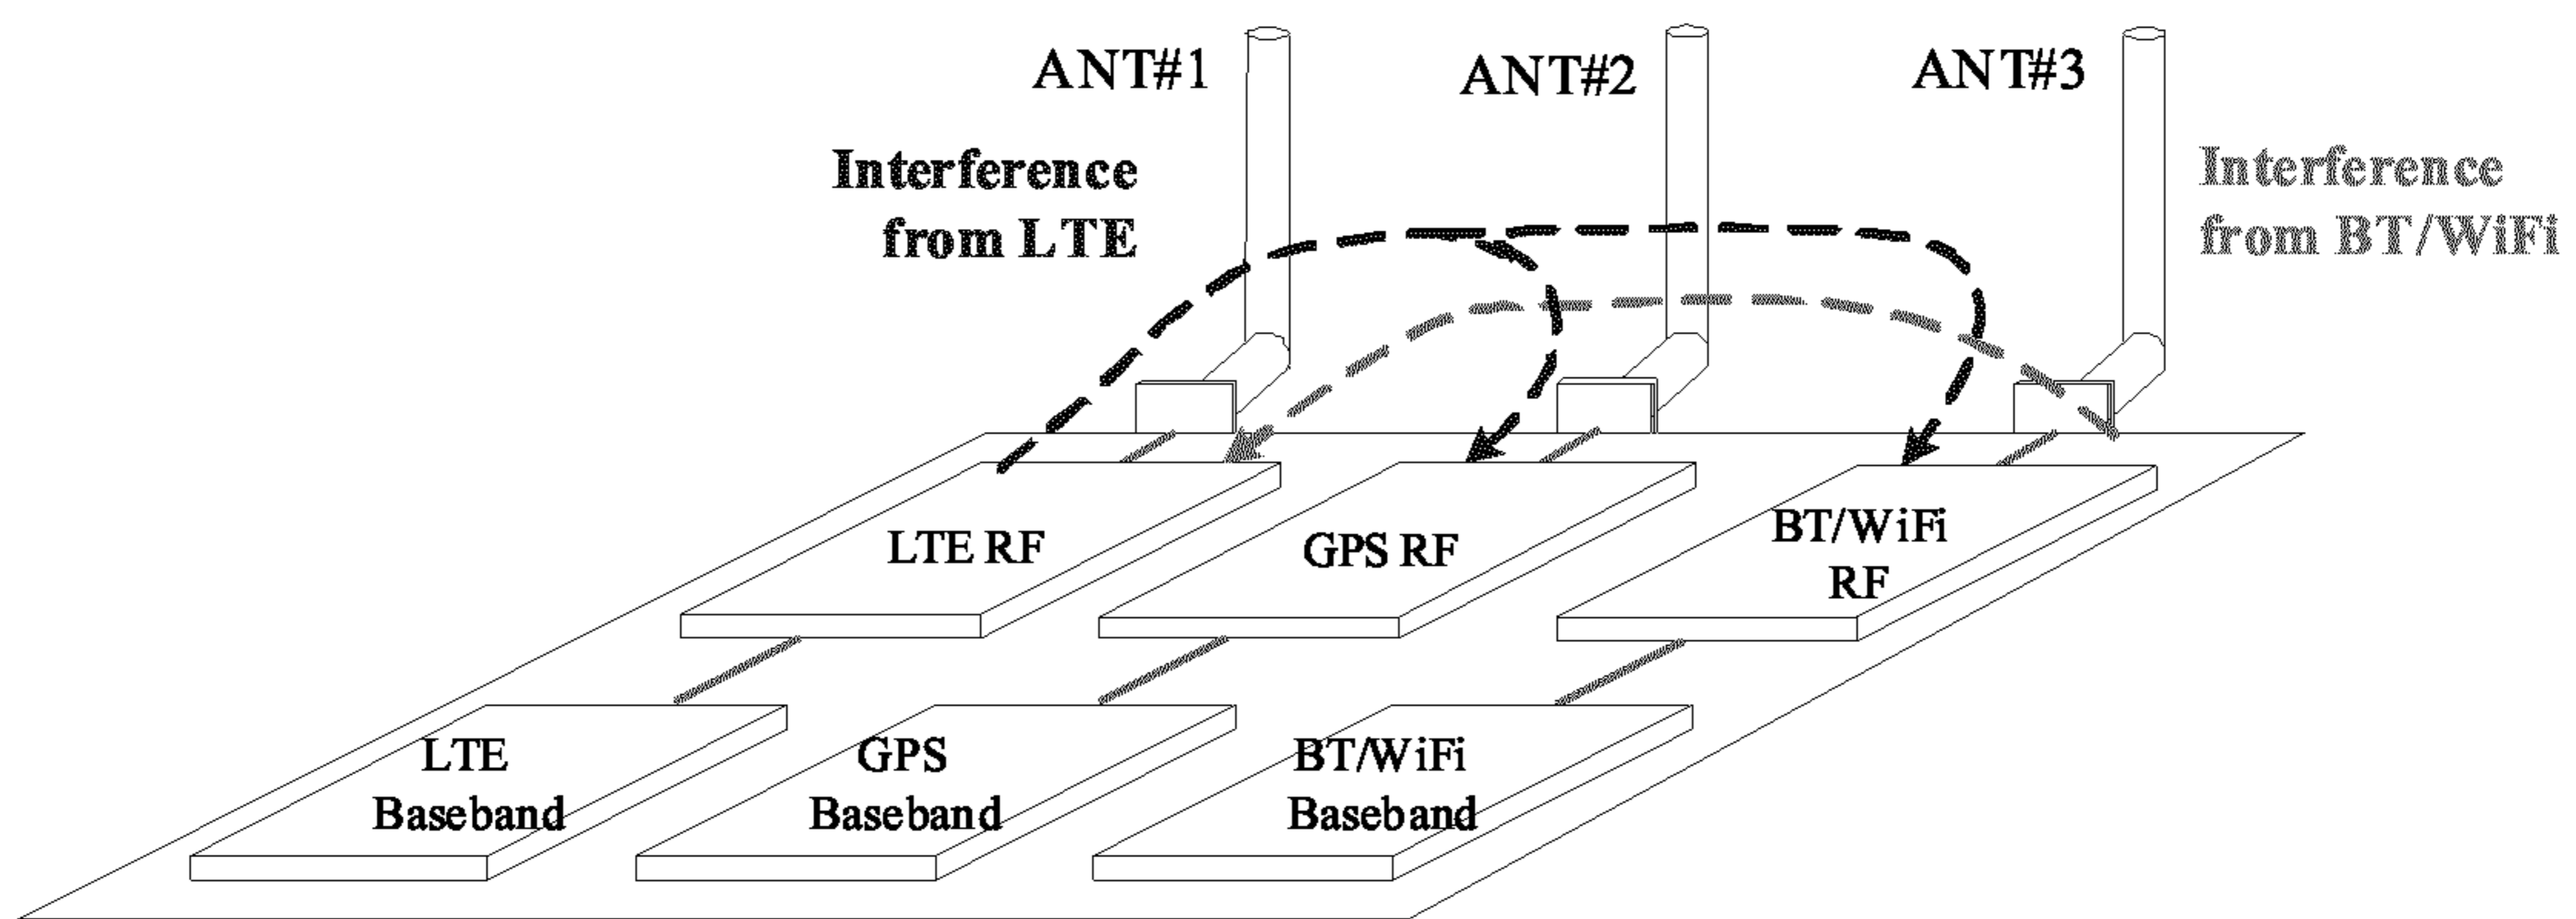 ANT#1
ANT#2
ANT#3
Interference
from LTE
Interference
from BT/WiFi
LTE RF
GPS RF
BT/WiFi
RF
LTE
Baseband
GPS
Baseband
BT/WiFi
Baseband